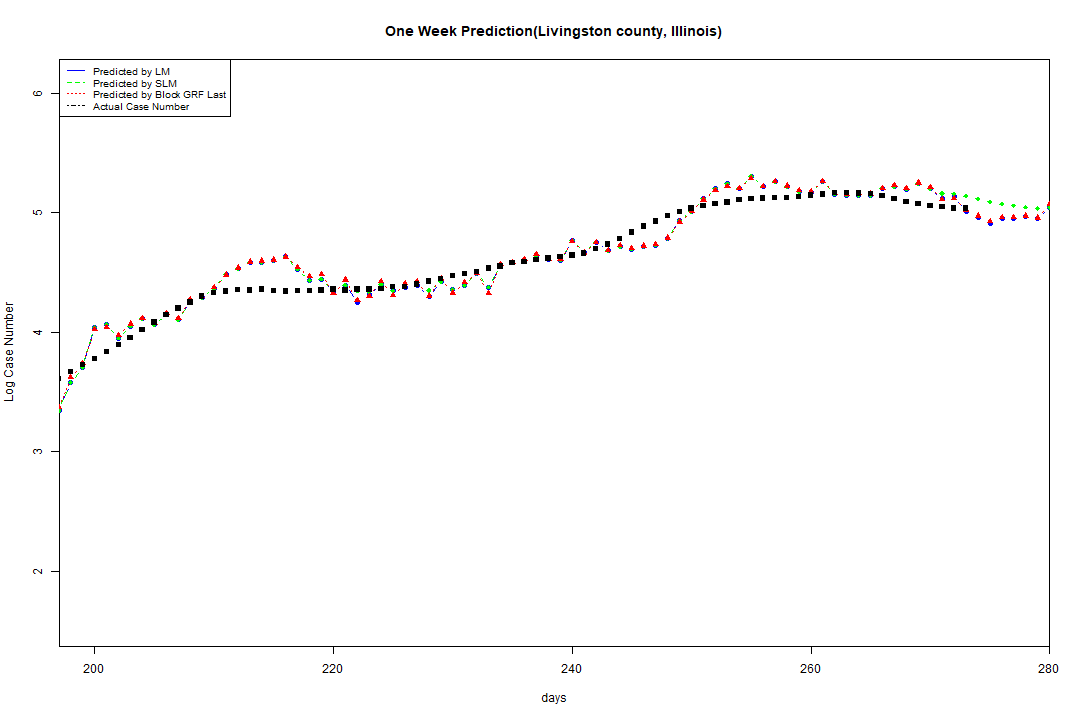 One Week Prediction(Livingston county, Illinois)
Predicted by LM
Predicted by SLM
Predicted by Block GRF Last
Actual Case Number
6
5
4
3
2
Log Case Number
200 220 240 260 280
days